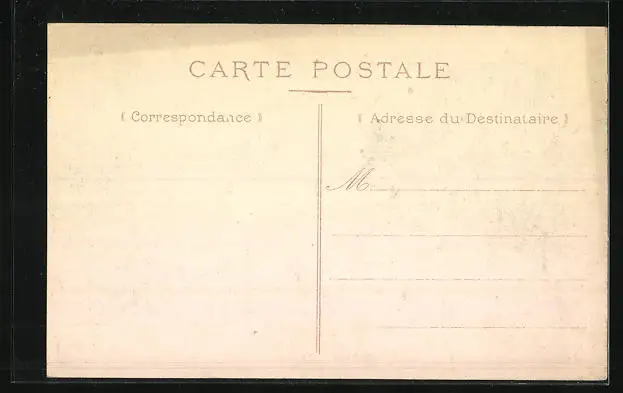 CARTE POSTALE
( Correspondance )
( Adresse du Destinataire )
M